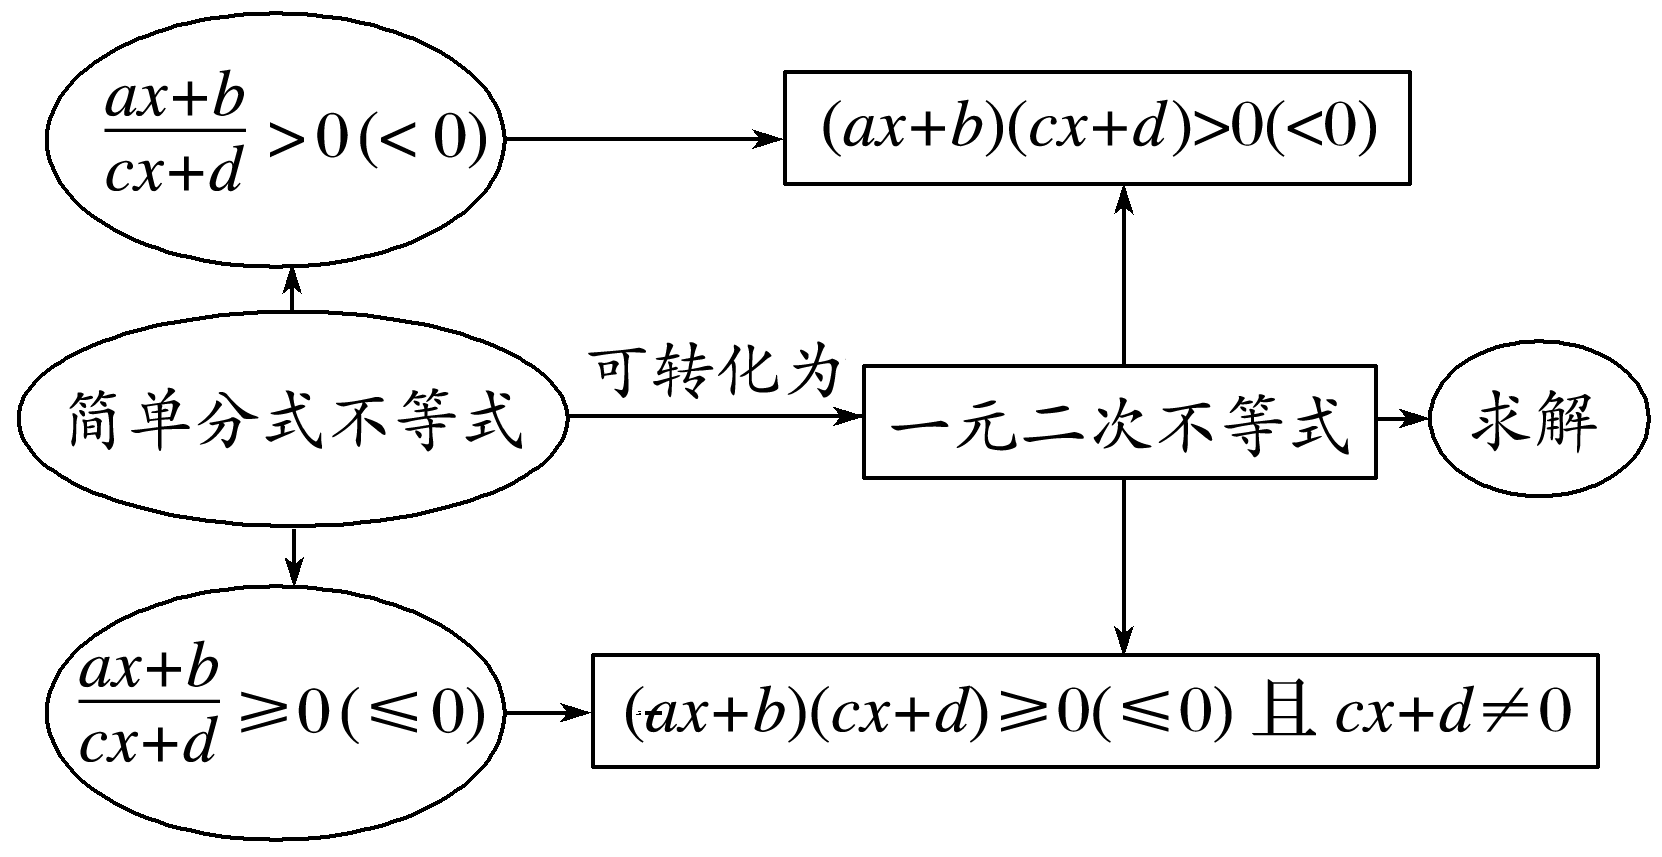 (ax+b)/(cx+d) >0(<0)
(ax+b)(cx+d)>0(<0)
简单分式不等式
可转化为
一元二次不等式
求解
(ax+b)/(cx+d) ≥0(≤0)
(ax+b)(cx+d)≥0(≤0)且cx+d≠0